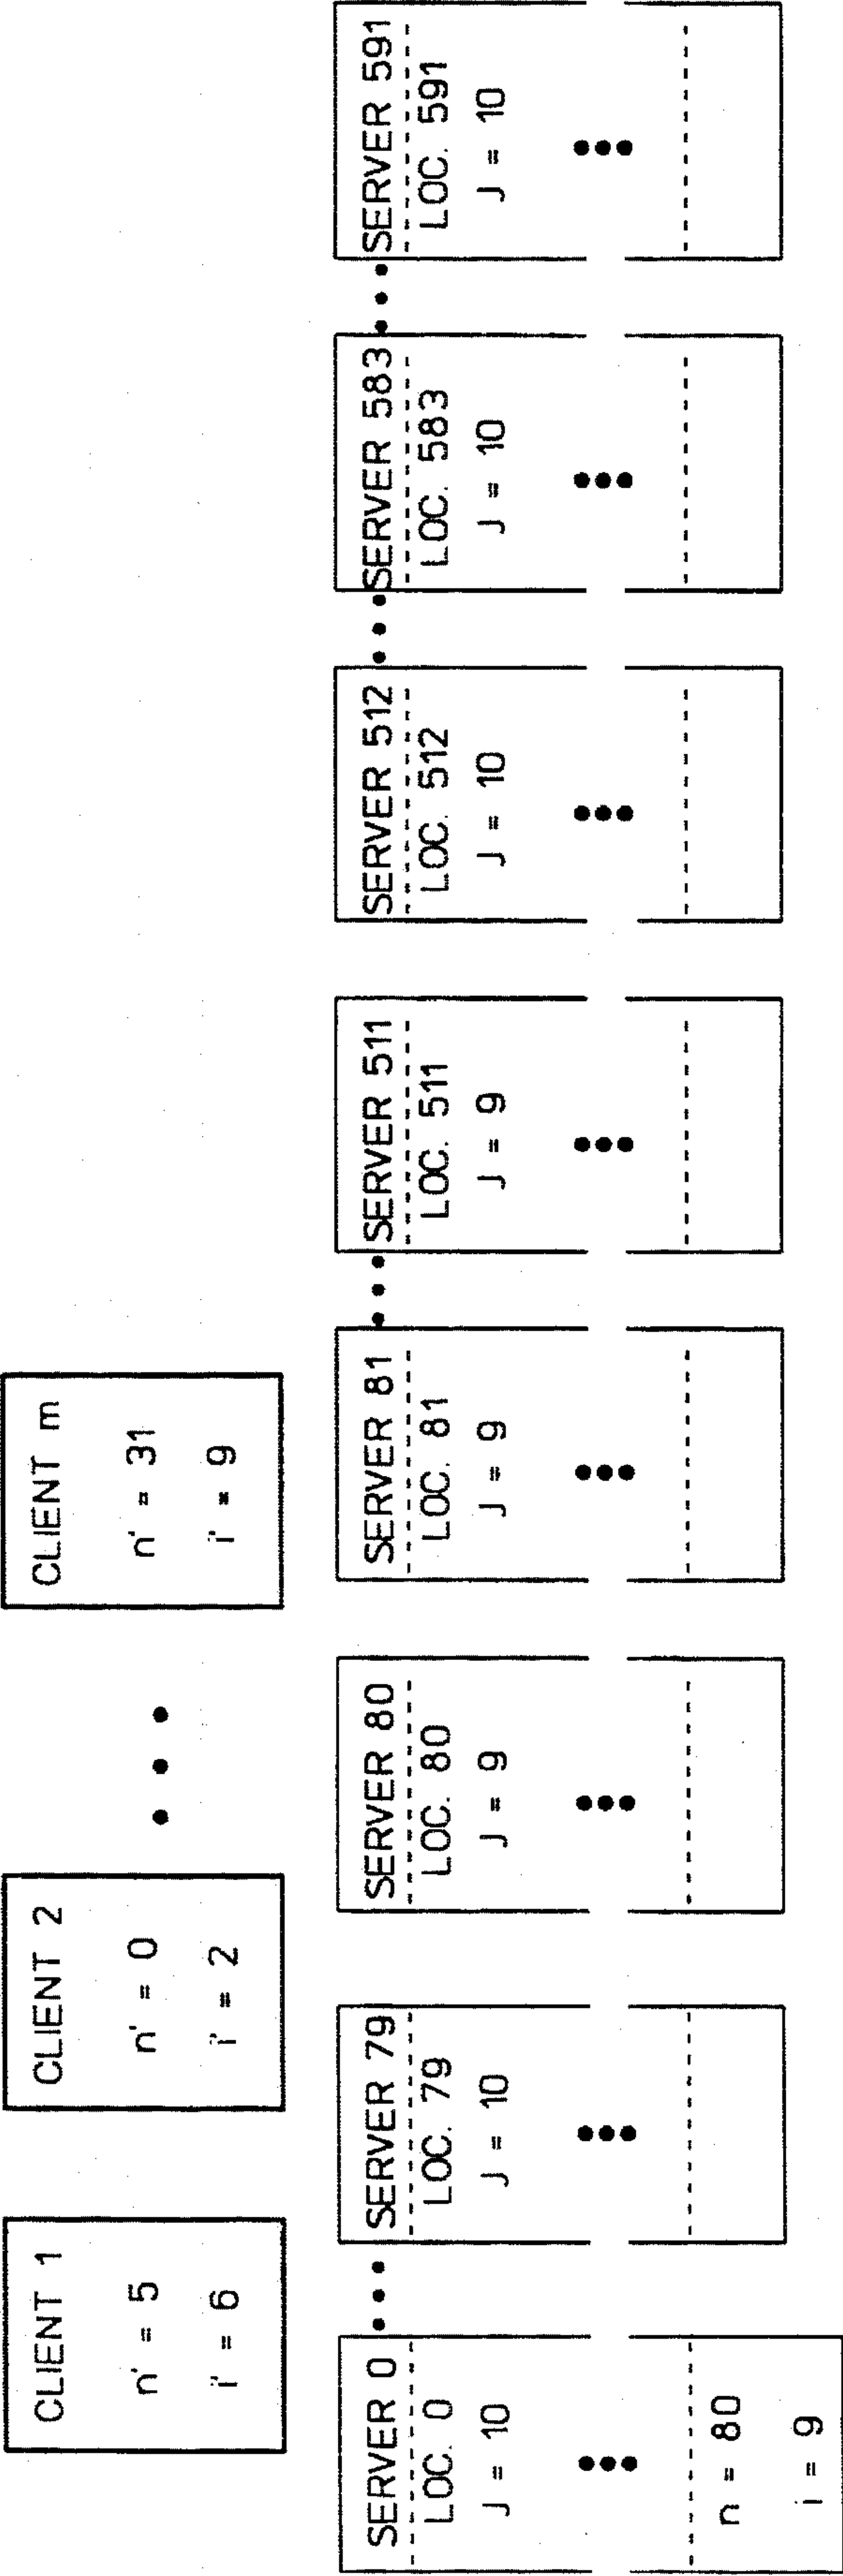 CLIENT 1
n' = 5
i' = 6
CLIENT 2
n' = 0
i' = 2
CLIENT m
n' = 31
i' = 9
SERVER 0
LOC. 0
J = 10
n = 80
i = 9
SERVER 79
LOC. 79
J = 10
SERVER 80
LOC. 80
J = 9
SERVER 81
LOC. 81
J = 9
SERVER 511
LOC. 511
J = 9
SERVER 512
LOC. 512
J = 10
SERVER 583
LOC. 583
J = 10
SERVER 591
LOC. 591
J = 10